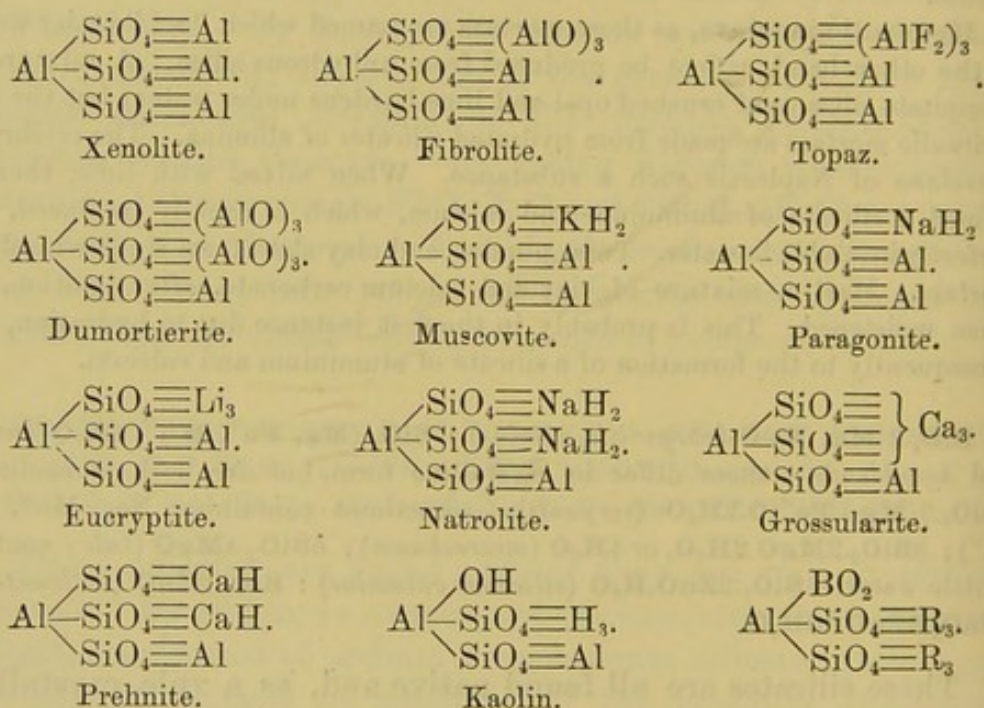 SiO₄≡Al SiO₄≡(AlO)₃ SiO₄≡(AlF₂)₃
Al—SiO₄≡Al. Al—SiO₄≡Al . Al—SiO₄≡Al .
SiO₄≡Al SiO₄≡Al SiO₄≡Al
Xenolite. Fibrolite. Topaz.
SiO₄≡(AlO)₃ SiO₄≡KH₂ SiO₄≡NaH₂
Al—SiO₄≡(AlO)₃. Al—SiO₄≡Al . Al—SiO₄≡Al.
SiO₄≡Al SiO₄≡Al SiO₄≡Al
Dumortierite. Muscovite. Paragonite.
SiO₄≡Li₃ SiO₄≡NaH₂ SiO₄≡
Al—SiO₄≡Al. Al—SiO₄≡NaH₂. Al—SiO₄≡ } Ca₃.
SiO₄≡Al SiO₄≡Al SiO₄≡Al
Eucryptite. Natrolite. Grossularite.
SiO₄≡CaH OH BO₂
Al—SiO₄≡CaH. Al—SiO₄≡H₃. Al—SiO₄≡R₃.
SiO₄≡Al SiO₄≡Al SiO₄≡R₃
Prehnite. Kaolin.